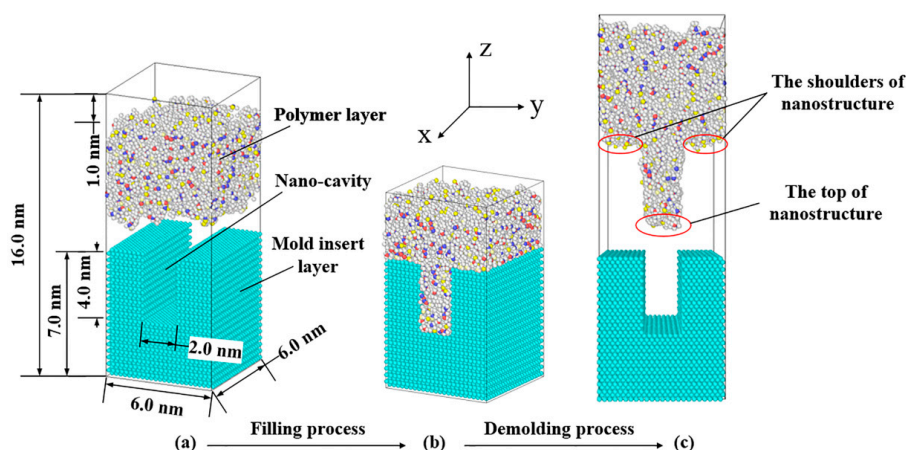 16.0 nm
1.0 nm
7.0 nm
4.0 nm
2.0 nm
6.0 nm
6.0 nm
Polymer layer
Nano-cavity
Mold insert
layer
z
y
x
The shoulders of
nanostructure
The top of
nanostructure
(a) Filling process (b) Demolding process (c)